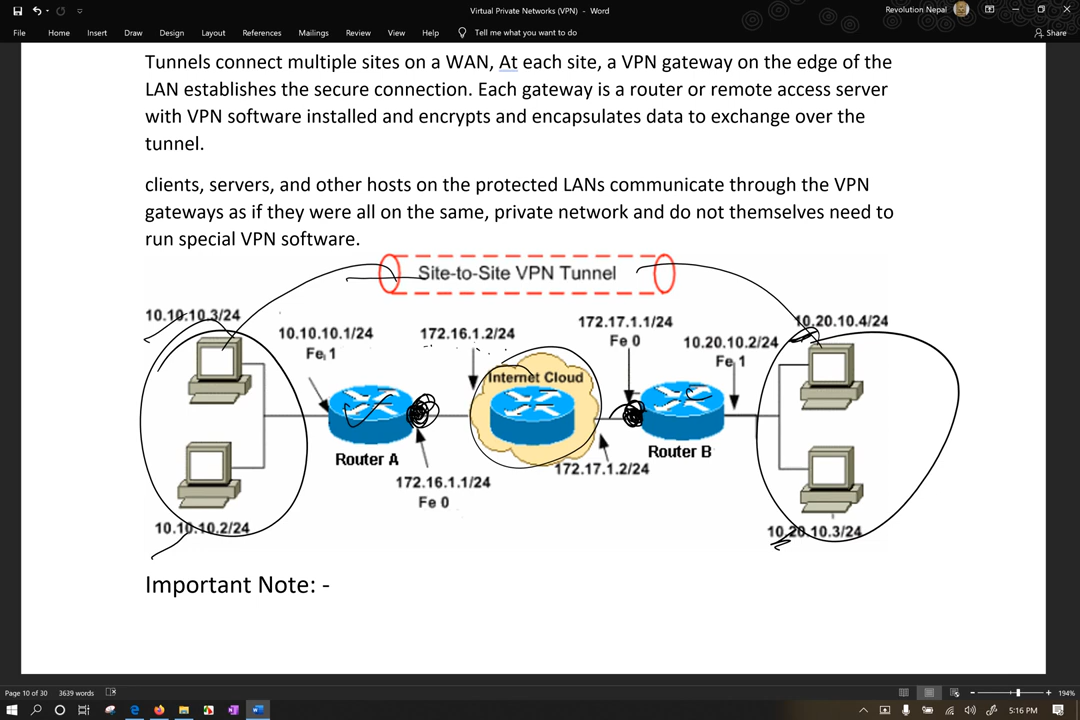 Virtual Private Networks (VPN) - Word
Revolution Nepal
File Home Insert Draw Design Layout References Mailings Review View Help Tell me what you want to do Share
Tunnels connect multiple sites on a WAN, At each site, a VPN gateway on the edge of the
LAN establishes the secure connection. Each gateway is a router or remote access server
with VPN software installed and encrypts and encapsulates data to exchange over the
tunnel.
clients, servers, and other hosts on the protected LANs communicate through the VPN
gateways as if they were all on the same, private network and do not themselves need to
run special VPN software.
Site-to-Site VPN Tunnel
10.10.10.3/24
10.10.10.1/24
Fe 1
172.16.1.2/24
172.17.1.1/24
Fe 0
10.20.10.2/24
Fe 1
10.20.10.4/24
Internet Cloud
Router A
Router B
172.16.1.1/24
Fe 0
172.17.1.2/24
10.10.10.2/24
10.20.10.3/24
Important Note: -
Page 10 of 30 3639 words
194%
5:16 PM